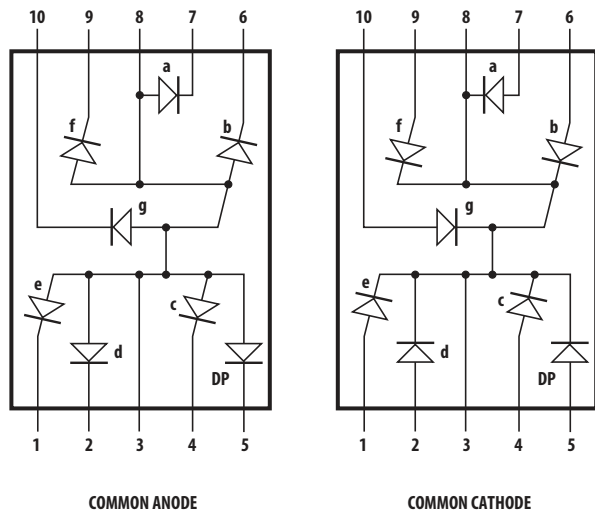 10 9 8 7 6 10 9 8 7 6
a a
f b f b
g g
e c e c
d d
DP DP
1 2 3 4 5 1 2 3 4 5
COMMON ANODE COMMON CATHODE